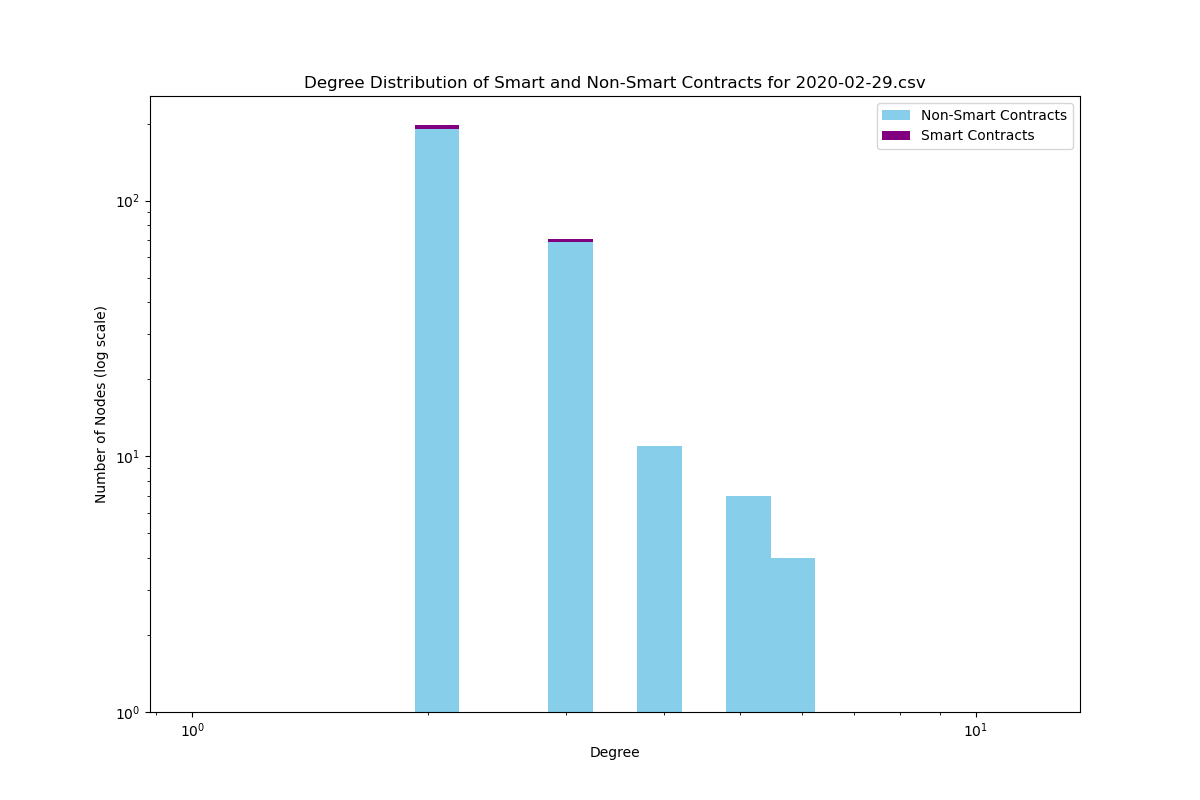 Degree Distribution of Smart and Non-Smart Contracts for 2020-02-29.csv
Non-Smart Contracts
Smart Contracts
Number of Nodes (log scale)
10²
10¹
10⁰
10⁰
10¹
Degree